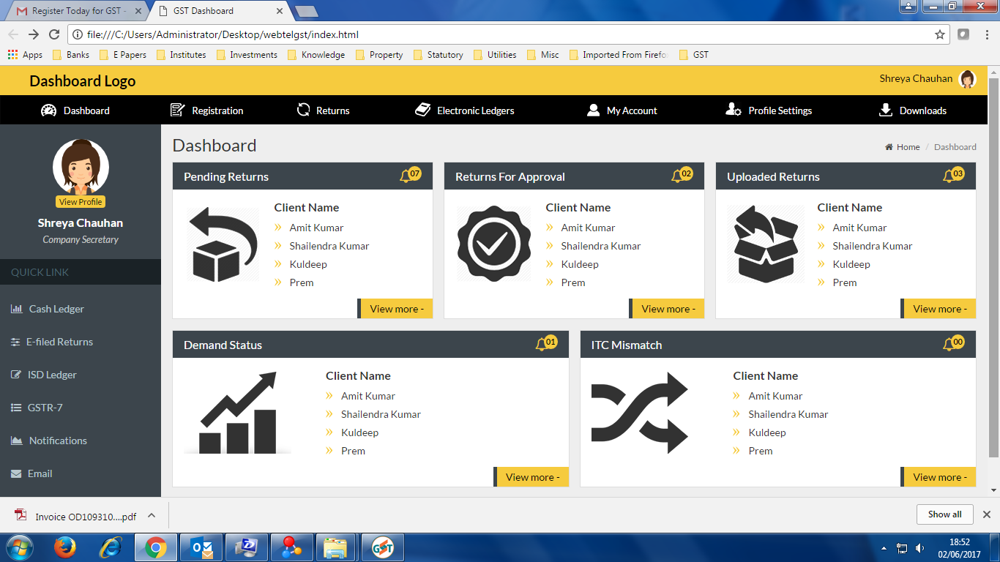 Register Today for GST -
GST Dashboard
file:///C:/Users/Administrator/Desktop/webtelgst/index.html
Apps Banks E Papers Institutes Investments Knowledge Property Statutory Utilities Misc Imported From Firefo GST
Dashboard Logo
Shreya Chauhan
Dashboard Registration Returns Electronic Ledgers My Account Profile Settings Downloads
View Profile
Shreya Chauhan
Company Secretary
QUICK LINK
Cash Ledger
E-filed Returns
ISD Ledger
GSTR-7
Notifications
Email
Dashboard
Home / Dashboard
Pending Returns 07
Client Name
» Amit Kumar
» Shailendra Kumar
» Kuldeep
» Prem
View more -
Returns For Approval 02
Client Name
» Amit Kumar
» Shailendra Kumar
» Kuldeep
» Prem
View more -
Uploaded Returns 03
Client Name
» Amit Kumar
» Shailendra Kumar
» Kuldeep
» Prem
View more -
Demand Status 01
Client Name
» Amit Kumar
» Shailendra Kumar
» Kuldeep
» Prem
View more -
ITC Mismatch 00
Client Name
» Amit Kumar
» Shailendra Kumar
» Kuldeep
» Prem
View more -
Invoice OD109310....pdf
Show all
GST
18:52
02/06/2017